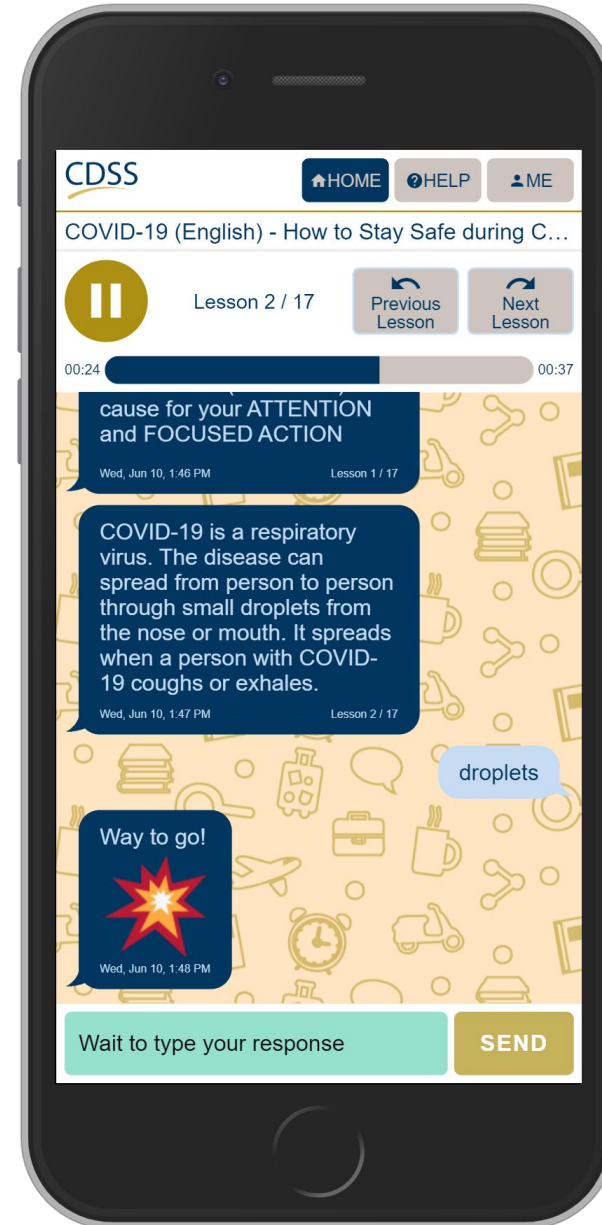 CDSS
HOME
HELP
ME
COVID-19 (English) - How to Stay Safe during C...
Lesson 2 / 17
Previous
Lesson
Next
Lesson
00:24
00:37
cause for your ATTENTION
and FOCUSED ACTION
Wed, Jun 10, 1:46 PM
Lesson 1 / 17
COVID-19 is a respiratory
virus. The disease can
spread from person to person
through small droplets from
the nose or mouth. It spreads
when a person with COVID-
19 coughs or exhales.
Wed, Jun 10, 1:47 PM
Lesson 2 / 17
droplets
Way to go!
Wed, Jun 10, 1:48 PM
Wait to type your response
SEND